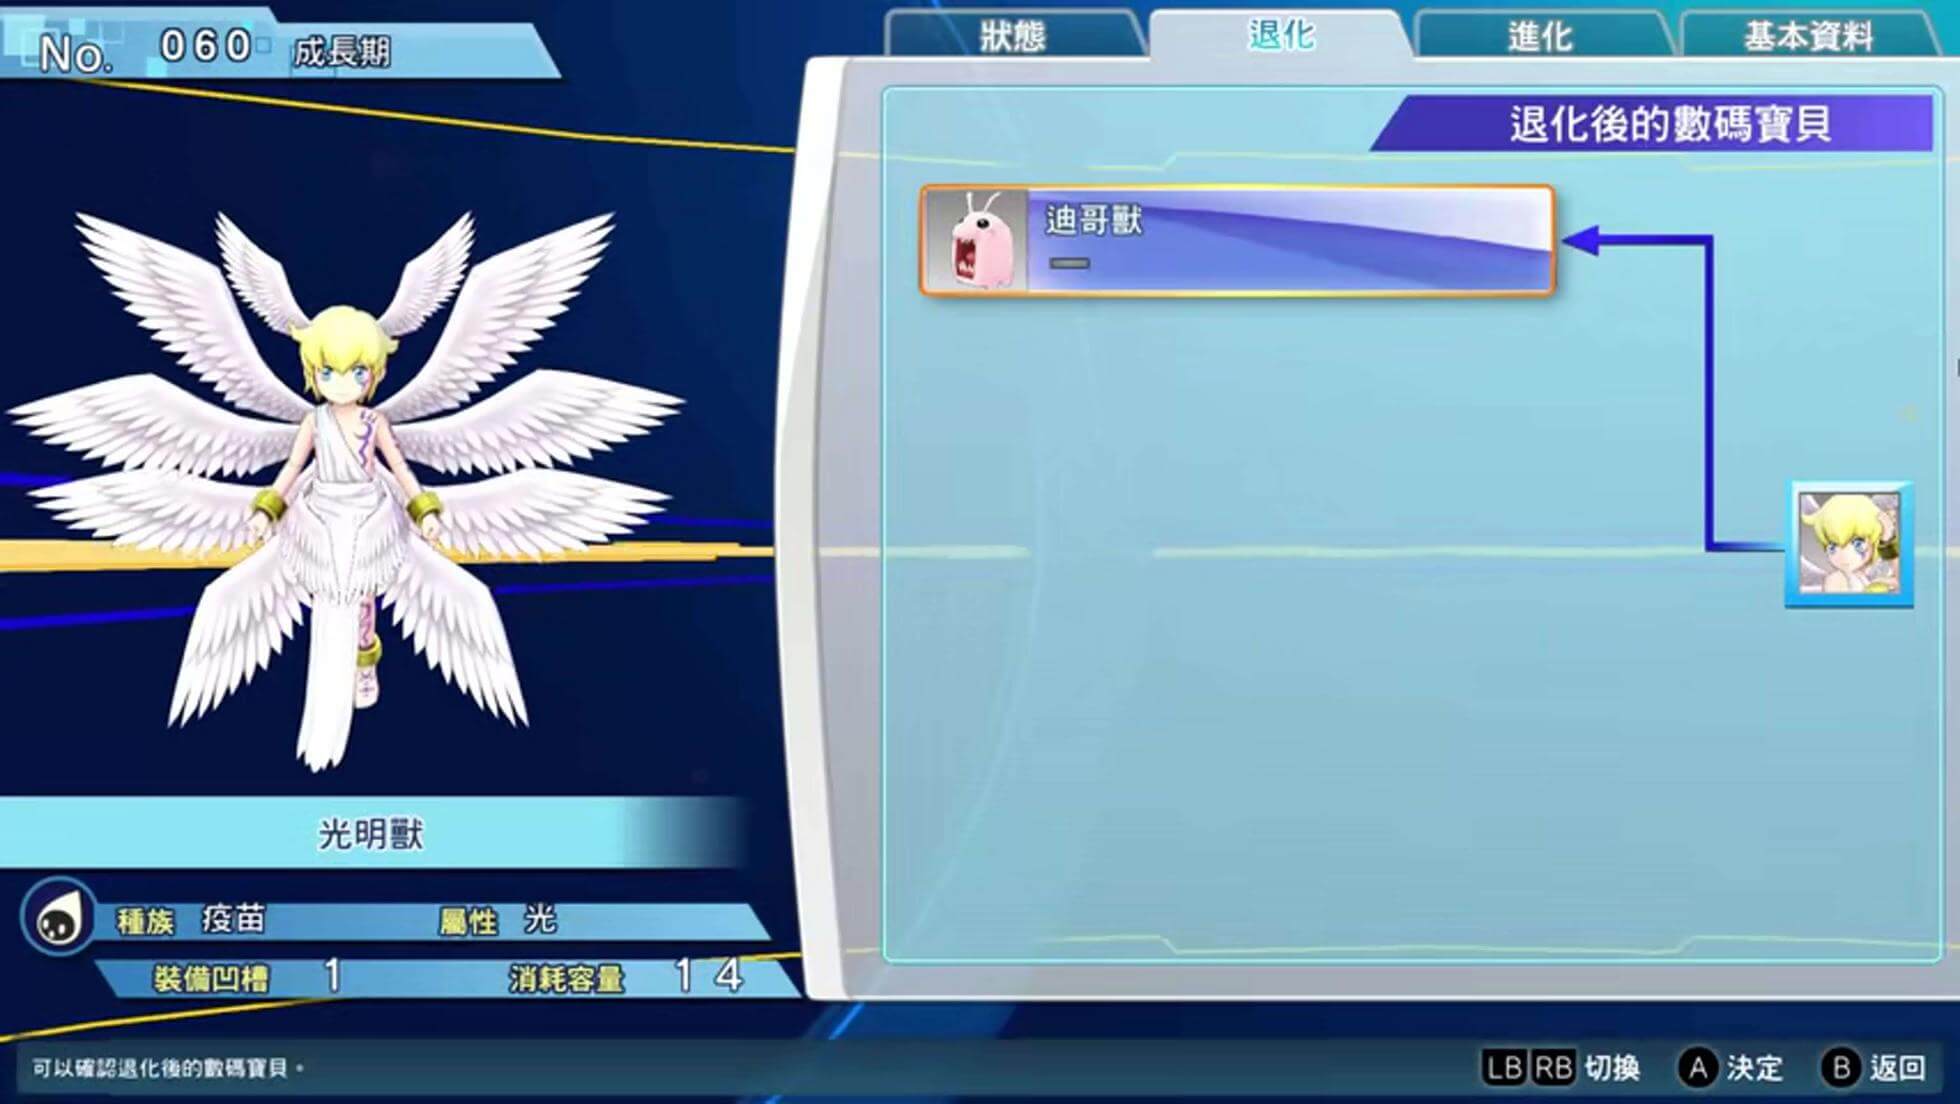 No. 060 成長期
狀態 退化 進化 基本資料
退化後的數碼寶貝
迪哥獸
光明獸
種族 疫苗 屬性 光
裝備凹槽 1 消耗容量 14
可以確認退化後的數碼寶貝。
LB RB 切換 A 決定 B 返回